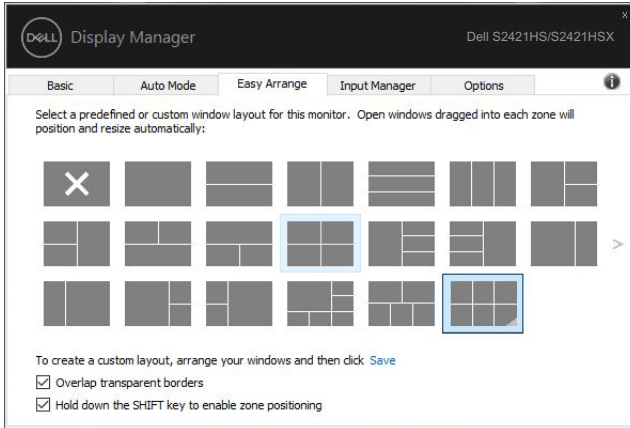 x
DELL Display Manager
Dell S2421HS/S2421HSX
Basic Auto Mode Easy Arrange Input Manager Options
Select a predefined or custom window layout for this monitor. Open windows dragged into each zone will
position and resize automatically:
To create a custom layout, arrange your windows and then click Save
Overlap transparent borders
Hold down the SHIFT key to enable zone positioning